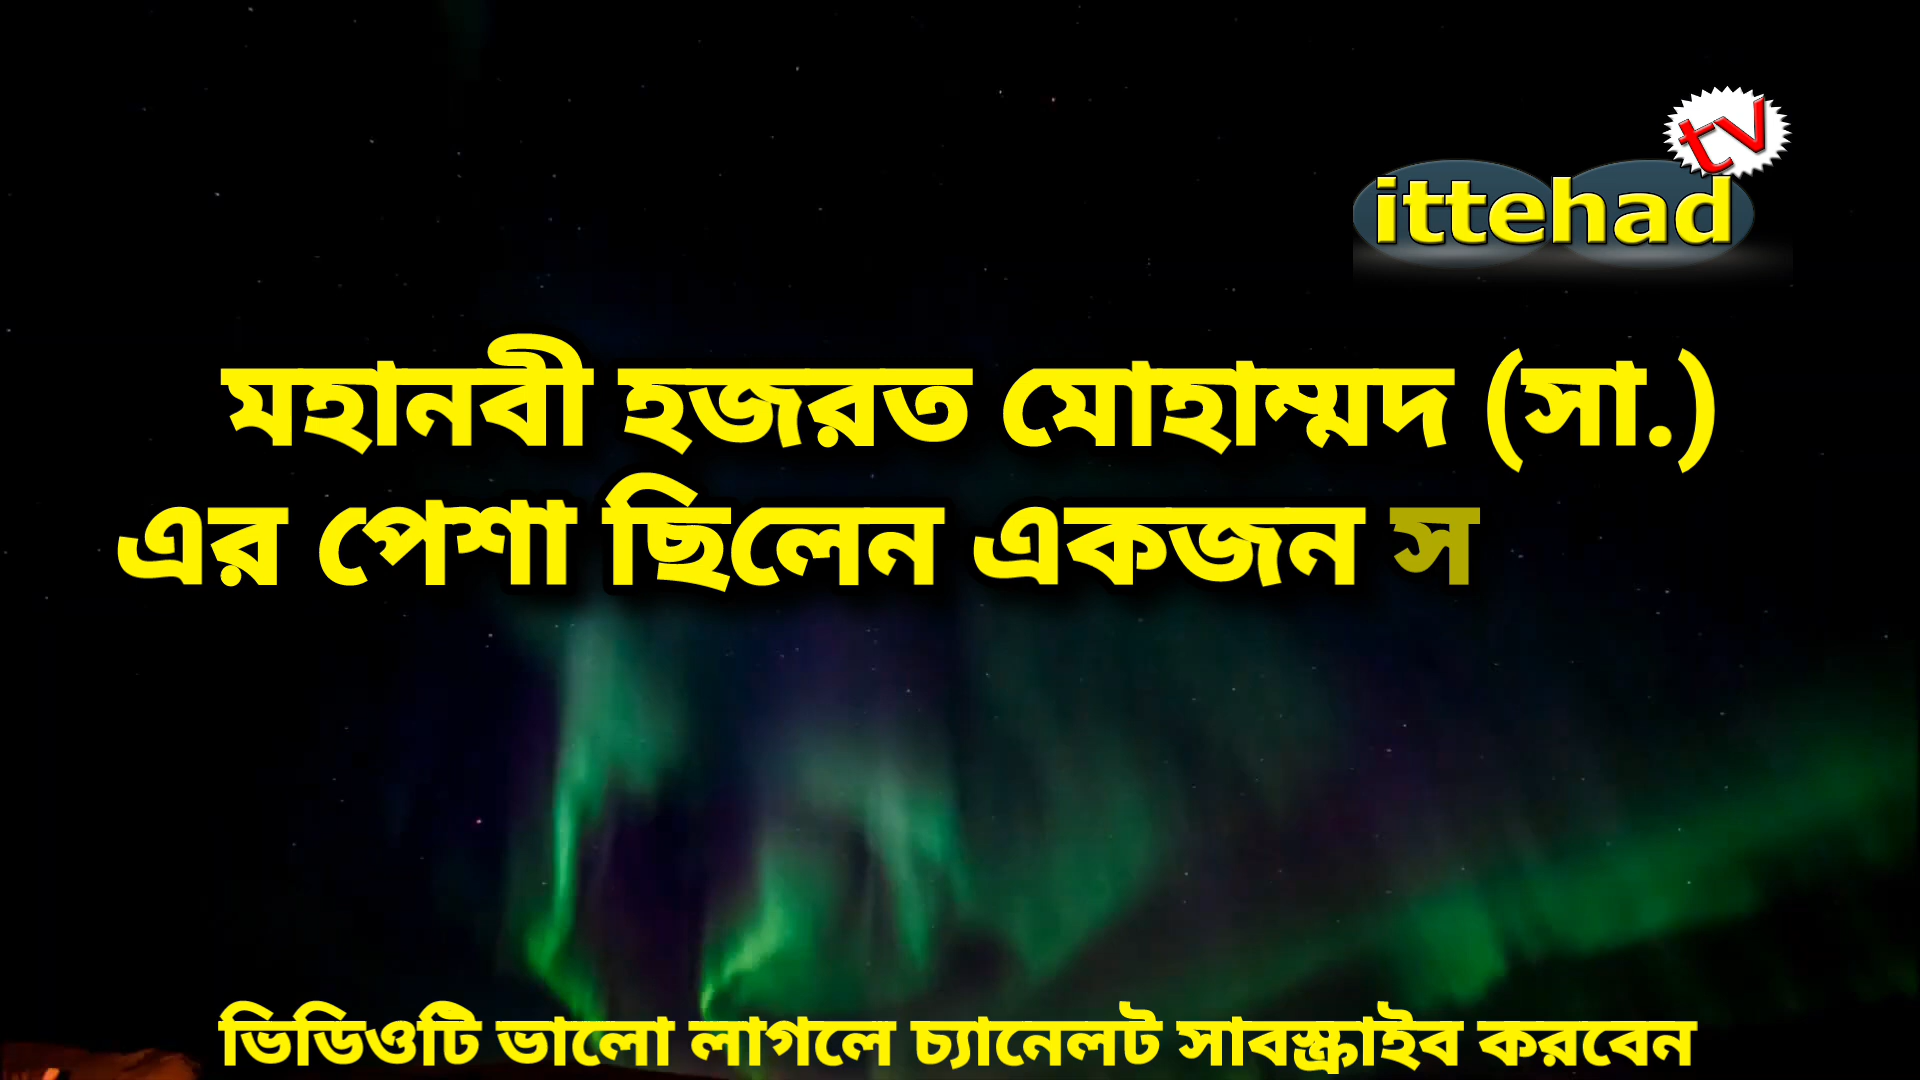 tv
ittehad
মহানবী হজরত মোহাম্মদ (সা.)
এর পেশা ছিলেন একজন স
ভিডিওটি ভালো লাগলে চ্যানেলট সাবস্ক্রাইব করবেন